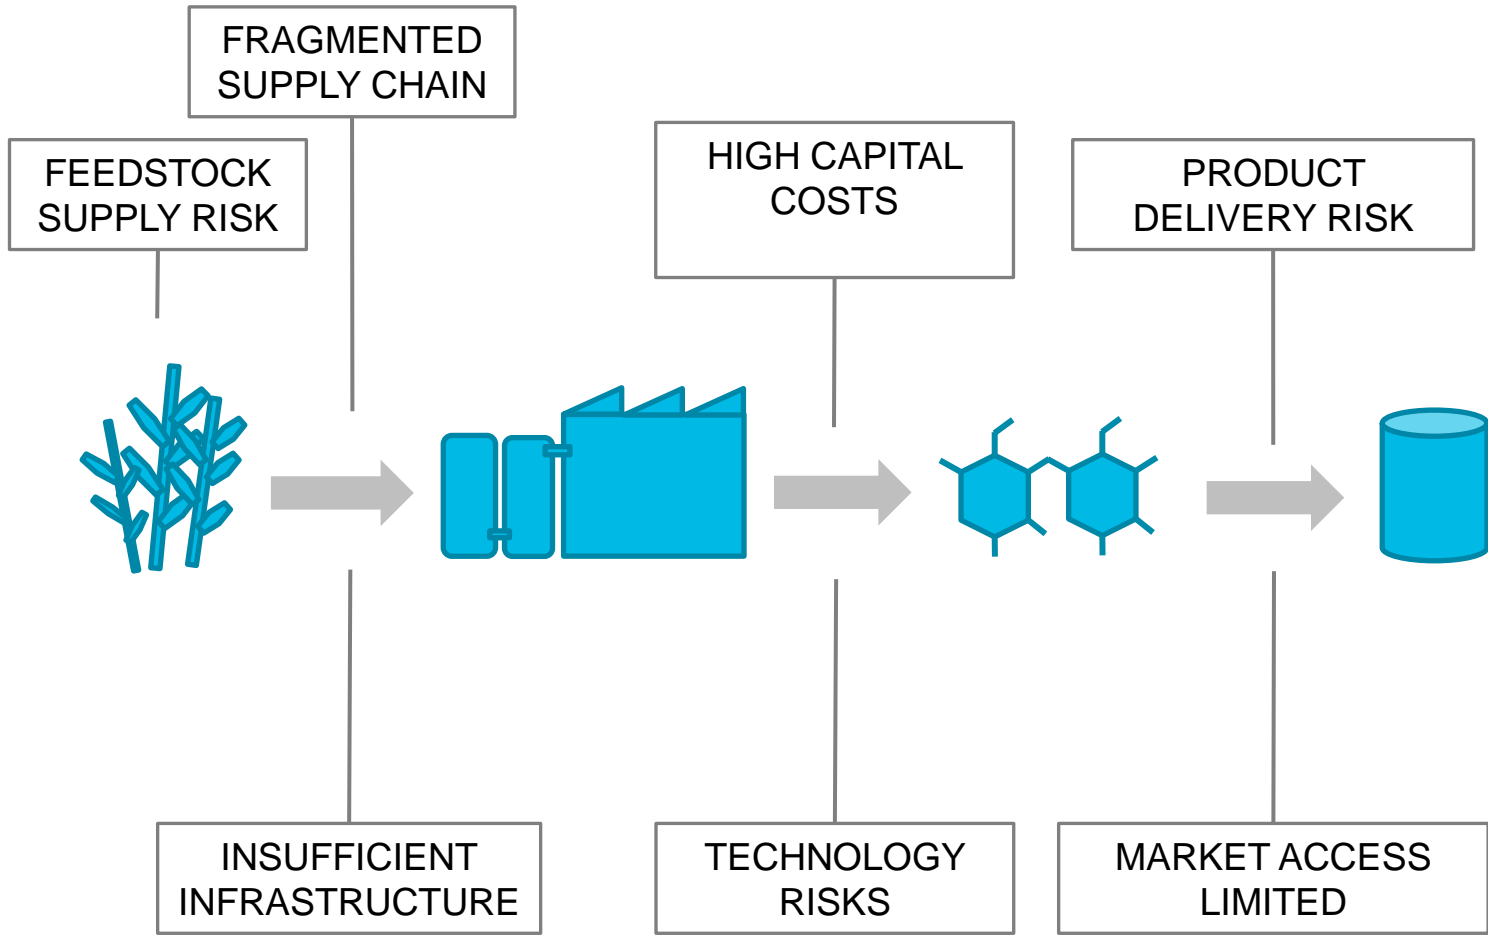 FRAGMENTED
SUPPLY CHAIN
FEEDSTOCK
SUPPLY RISK
HIGH CAPITAL
COSTS
PRODUCT
DELIVERY RISK
INSUFFICIENT
INFRASTRUCTURE
TECHNOLOGY
RISKS
MARKET ACCESS
LIMITED